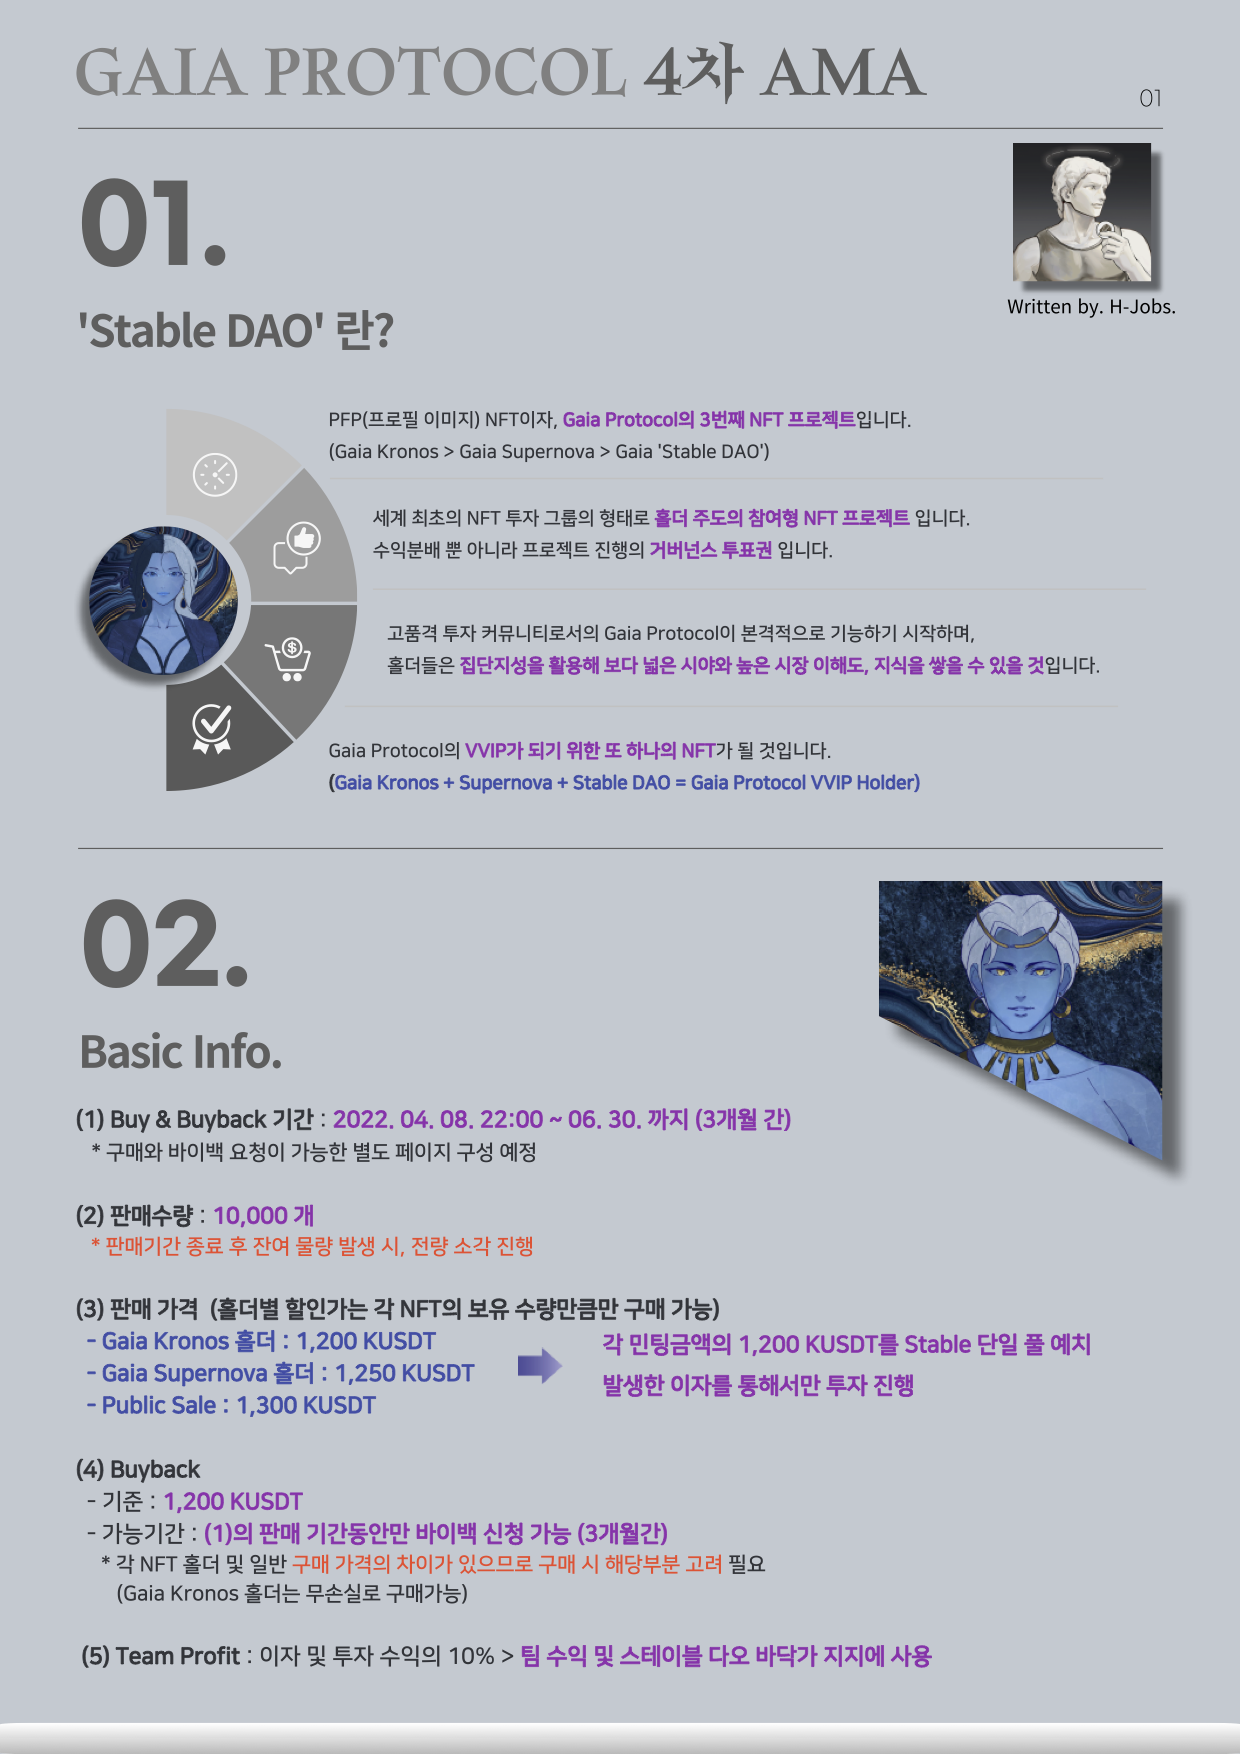 GAIA PROTOCOL 4차 AMA
01
01.
Written by. H-Jobs.
'Stable DAO' 란?
PFP(프로필 이미지) NFT이자, Gaia Protocol의 3번째 NFT 프로젝트입니다.
(Gaia Kronos > Gaia Supernova > Gaia 'Stable DAO')
세계 최초의 NFT 투자 그룹의 형태로 홀더 주도의 참여형 NFT 프로젝트 입니다.
수익분배 뿐 아니라 프로젝트 진행의 거버넌스 투표권 입니다.
고품격 투자 커뮤니티로서의 Gaia Protocol이 본격적으로 기능하기 시작하며,
홀더들은 집단지성을 활용해 보다 넓은 시야와 높은 시장 이해도, 지식을 쌓을 수 있을 것입니다.
Gaia Protocol의 VVIP가 되기 위한 또 하나의 NFT가 될 것입니다.
(Gaia Kronos + Supernova + Stable DAO = Gaia Protocol VVIP Holder)
02.
Basic Info.
(1) Buy & Buyback 기간 : 2022. 04. 08. 22:00 ~ 06. 30. 까지 (3개월 간)
* 구매와 바이백 요청이 가능한 별도 페이지 구성 예정
(2) 판매수량 : 10,000 개
* 판매기간 종료 후 잔여 물량 발생 시, 전량 소각 진행
(3) 판매 가격 (홀더별 할인가는 각 NFT의 보유 수량만큼만 구매 가능)
- Gaia Kronos 홀더 : 1,200 KUSDT
- Gaia Supernova 홀더 : 1,250 KUSDT
- Public Sale : 1,300 KUSDT
각 민팅금액의 1,200 KUSDT를 Stable 단일 풀 예치
발생한 이자를 통해서만 투자 진행
(4) Buyback
- 기준 : 1,200 KUSDT
- 가능기간 : (1)의 판매 기간동안만 바이백 신청 가능 (3개월간)
* 각 NFT 홀더 및 일반 구매 가격의 차이가 있으므로 구매 시 해당부분 고려 필요
(Gaia Kronos 홀더는 무손실로 구매가능)
(5) Team Profit : 이자 및 투자 수익의 10% > 팀 수익 및 스테이블 다오 바닥가 지지에 사용